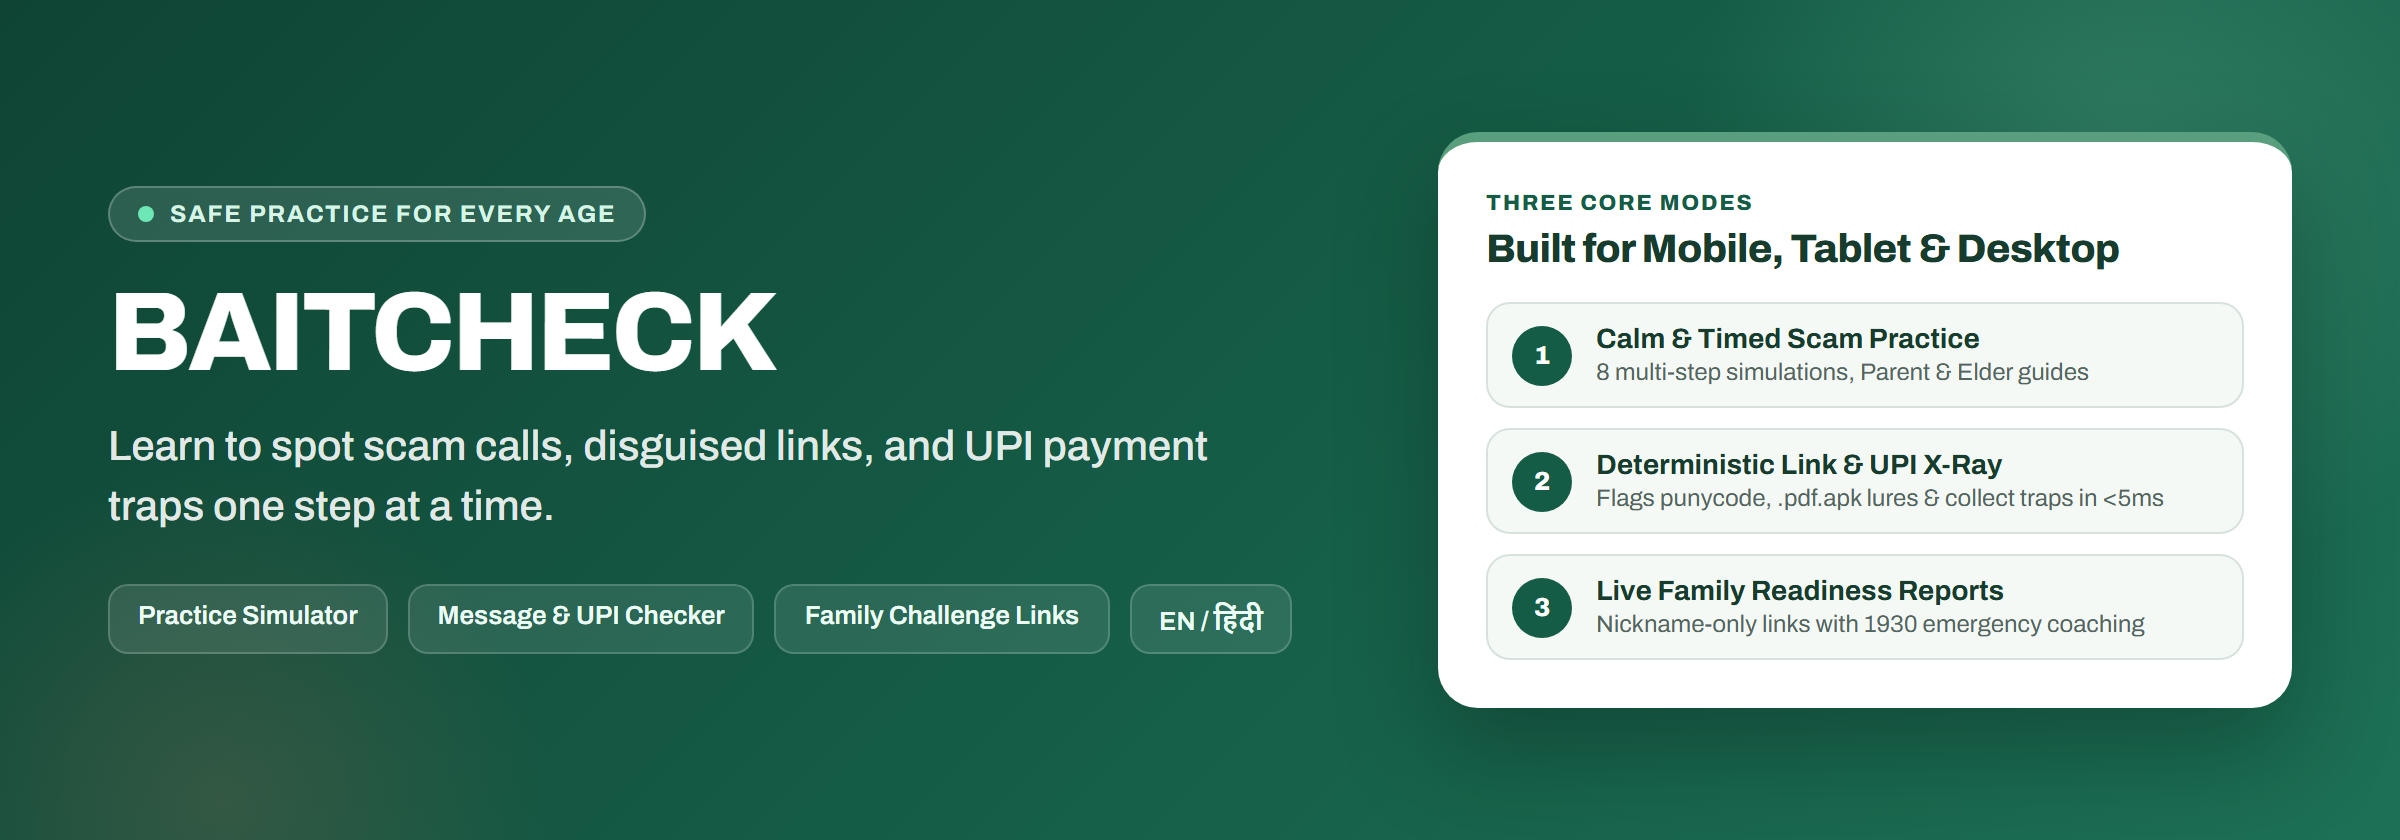 SAFE PRACTICE FOR EVERY AGE
BAITCHECK
Learn to spot scam calls, disguised links, and UPI payment
traps one step at a time.
Practice Simulator
Message & UPI Checker
Family Challenge Links
EN / हिंदी
THREE CORE MODES
Built for Mobile, Tablet & Desktop
1
Calm & Timed Scam Practice
8 multi-step simulations, Parent & Elder guides
2
Deterministic Link & UPI X-Ray
Flags punycode, .pdf.apk lures & collect traps in <5ms
3
Live Family Readiness Reports
Nickname-only links with 1930 emergency coaching